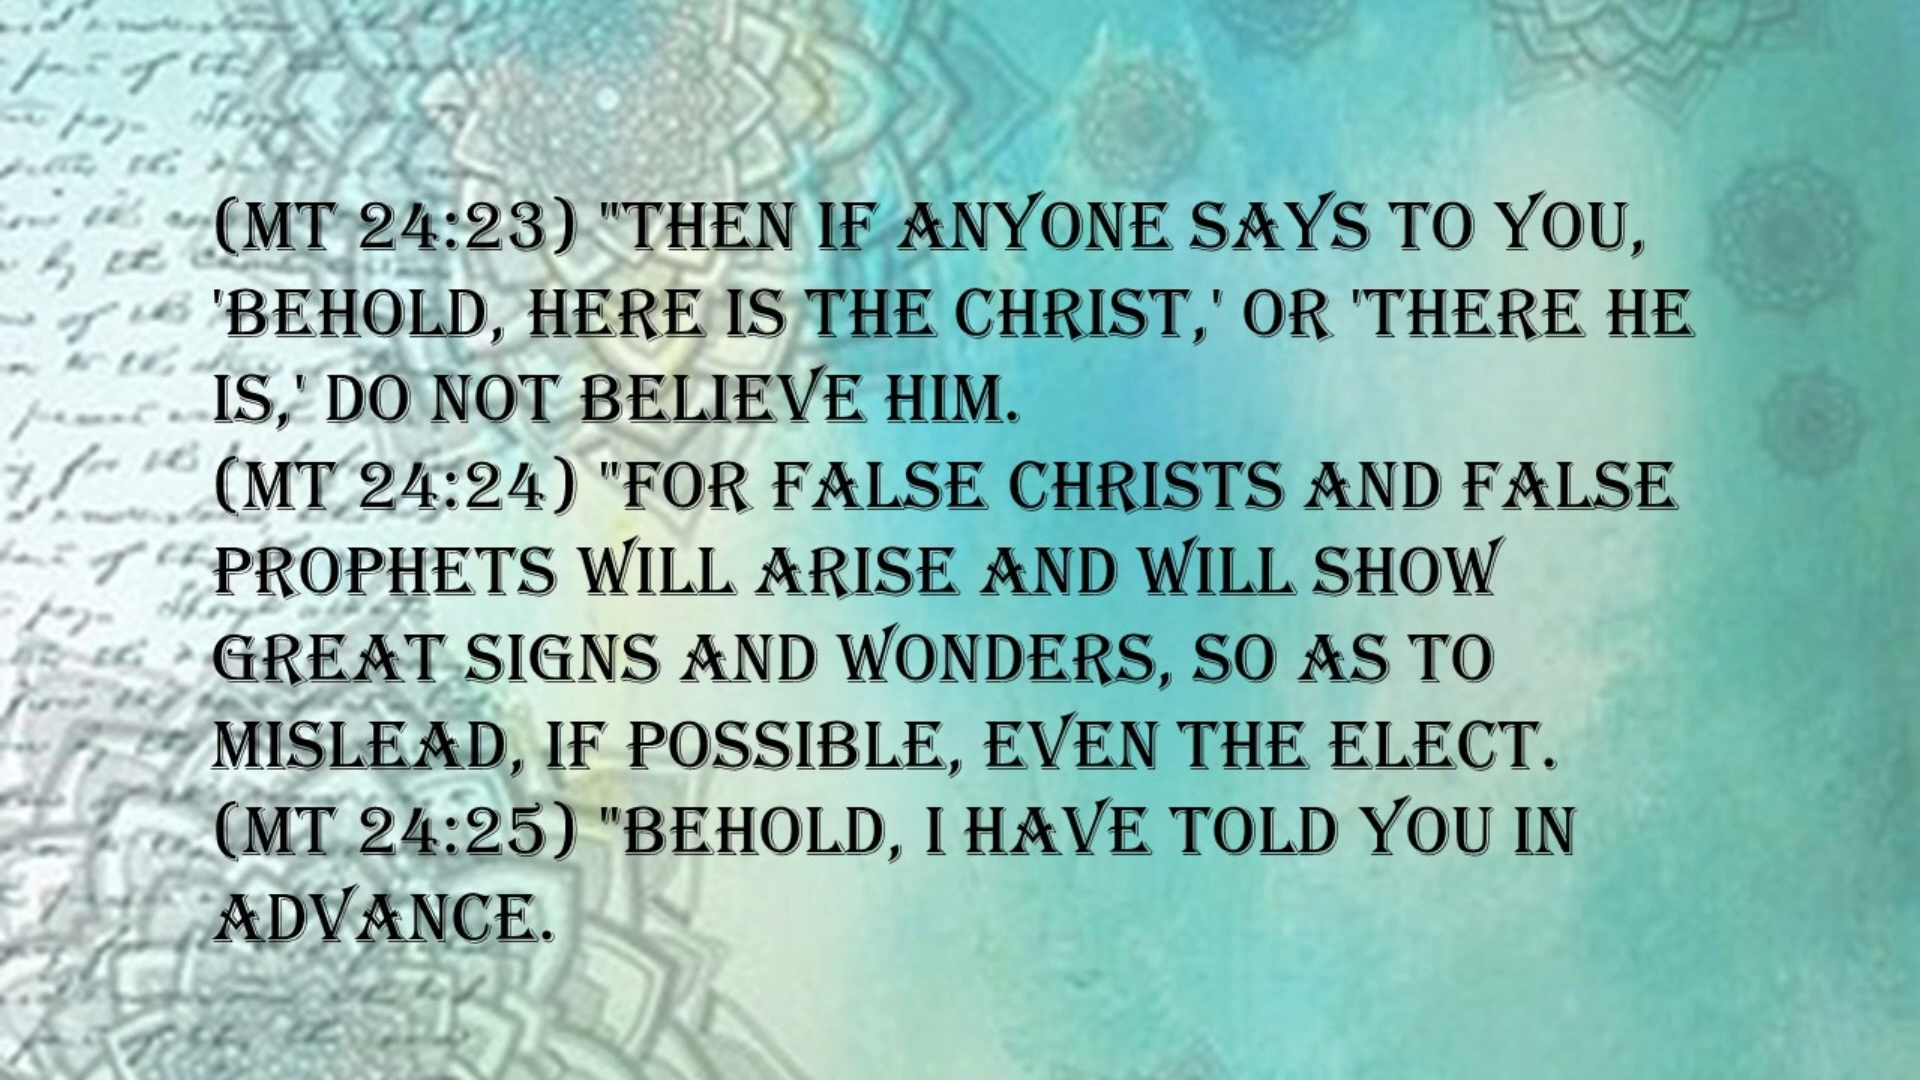 (MT 24:23) "THEN IF ANYONE SAYS TO YOU,
'BEHOLD, HERE IS THE CHRIST,' OR 'THERE HE
IS,' DO NOT BELIEVE HIM.
(MT 24:24) "FOR FALSE CHRISTS AND FALSE
PROPHETS WILL ARISE AND WILL SHOW
GREAT SIGNS AND WONDERS, SO AS TO
MISLEAD, IF POSSIBLE, EVEN THE ELECT.
(MT 24:25) "BEHOLD, I HAVE TOLD YOU IN
ADVANCE.